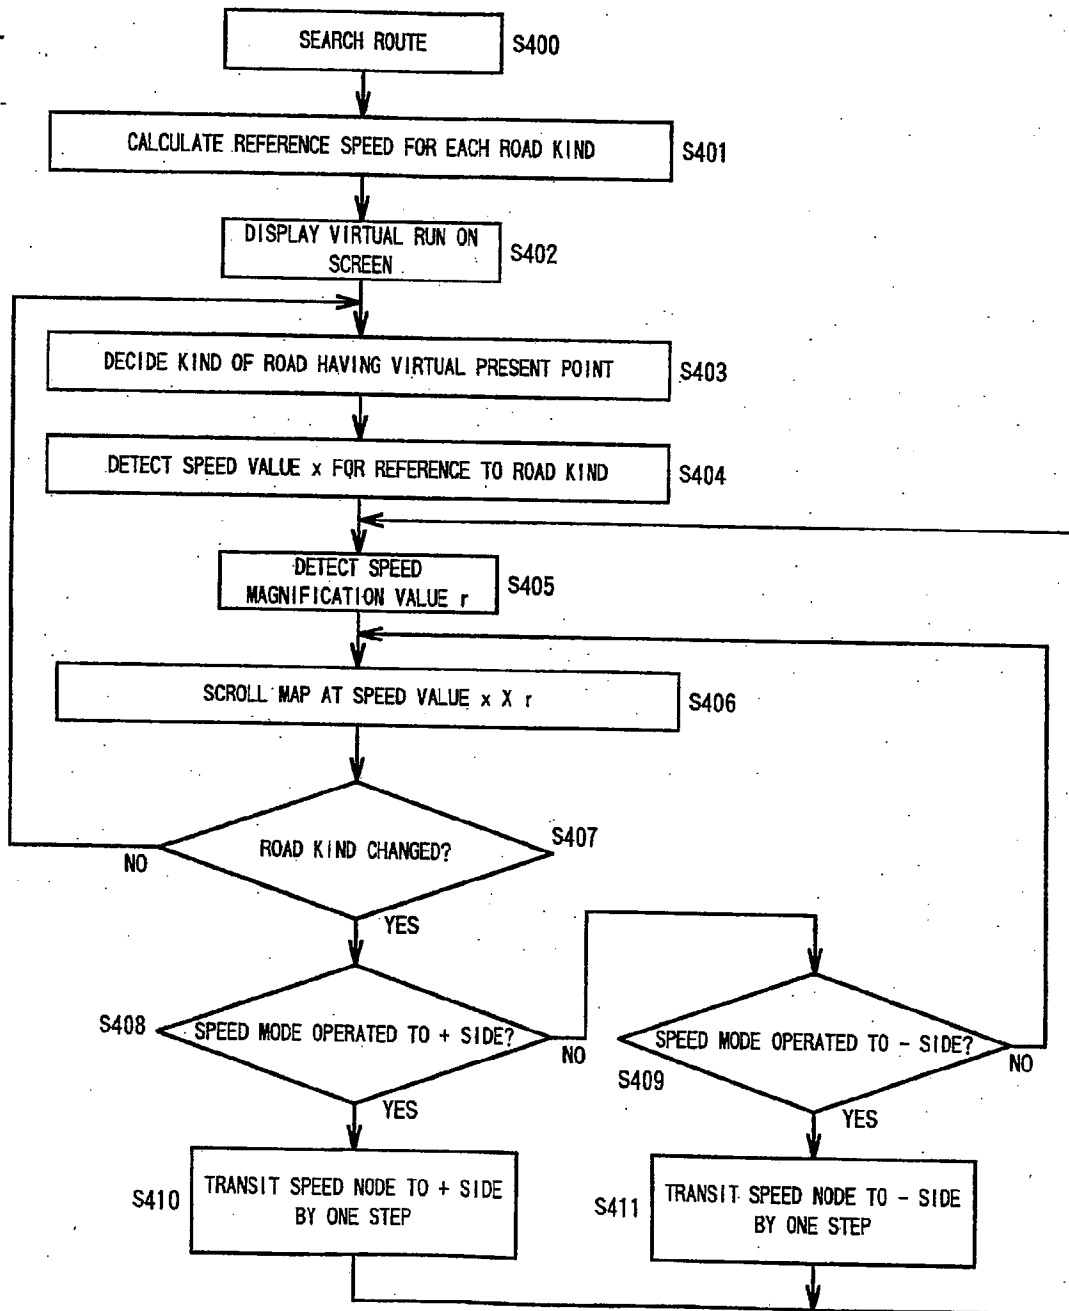 SEARCH ROUTE
S400
CALCULATE REFERENCE SPEED FOR EACH ROAD KIND
S401
DISPLAY VIRTUAL RUN ON
SCREEN
S402
DECIDE KIND OF ROAD HAVING VIRTUAL PRESENT POINT
S403
DETECT SPEED VALUE x FOR REFERENCE TO ROAD KIND
S404
DETECT SPEED
MAGNIFICATION VALUE r
S405
SCROLL MAP AT SPEED VALUE x X r
S406
ROAD KIND CHANGED?
S407
NO
YES
S408
SPEED MODE OPERATED TO + SIDE?
NO
YES
SPEED MODE OPERATED TO - SIDE?
S409
NO
YES
S410
TRANSIT SPEED NODE TO + SIDE
BY ONE STEP
S411
TRANSIT SPEED NODE TO - SIDE
BY ONE STEP